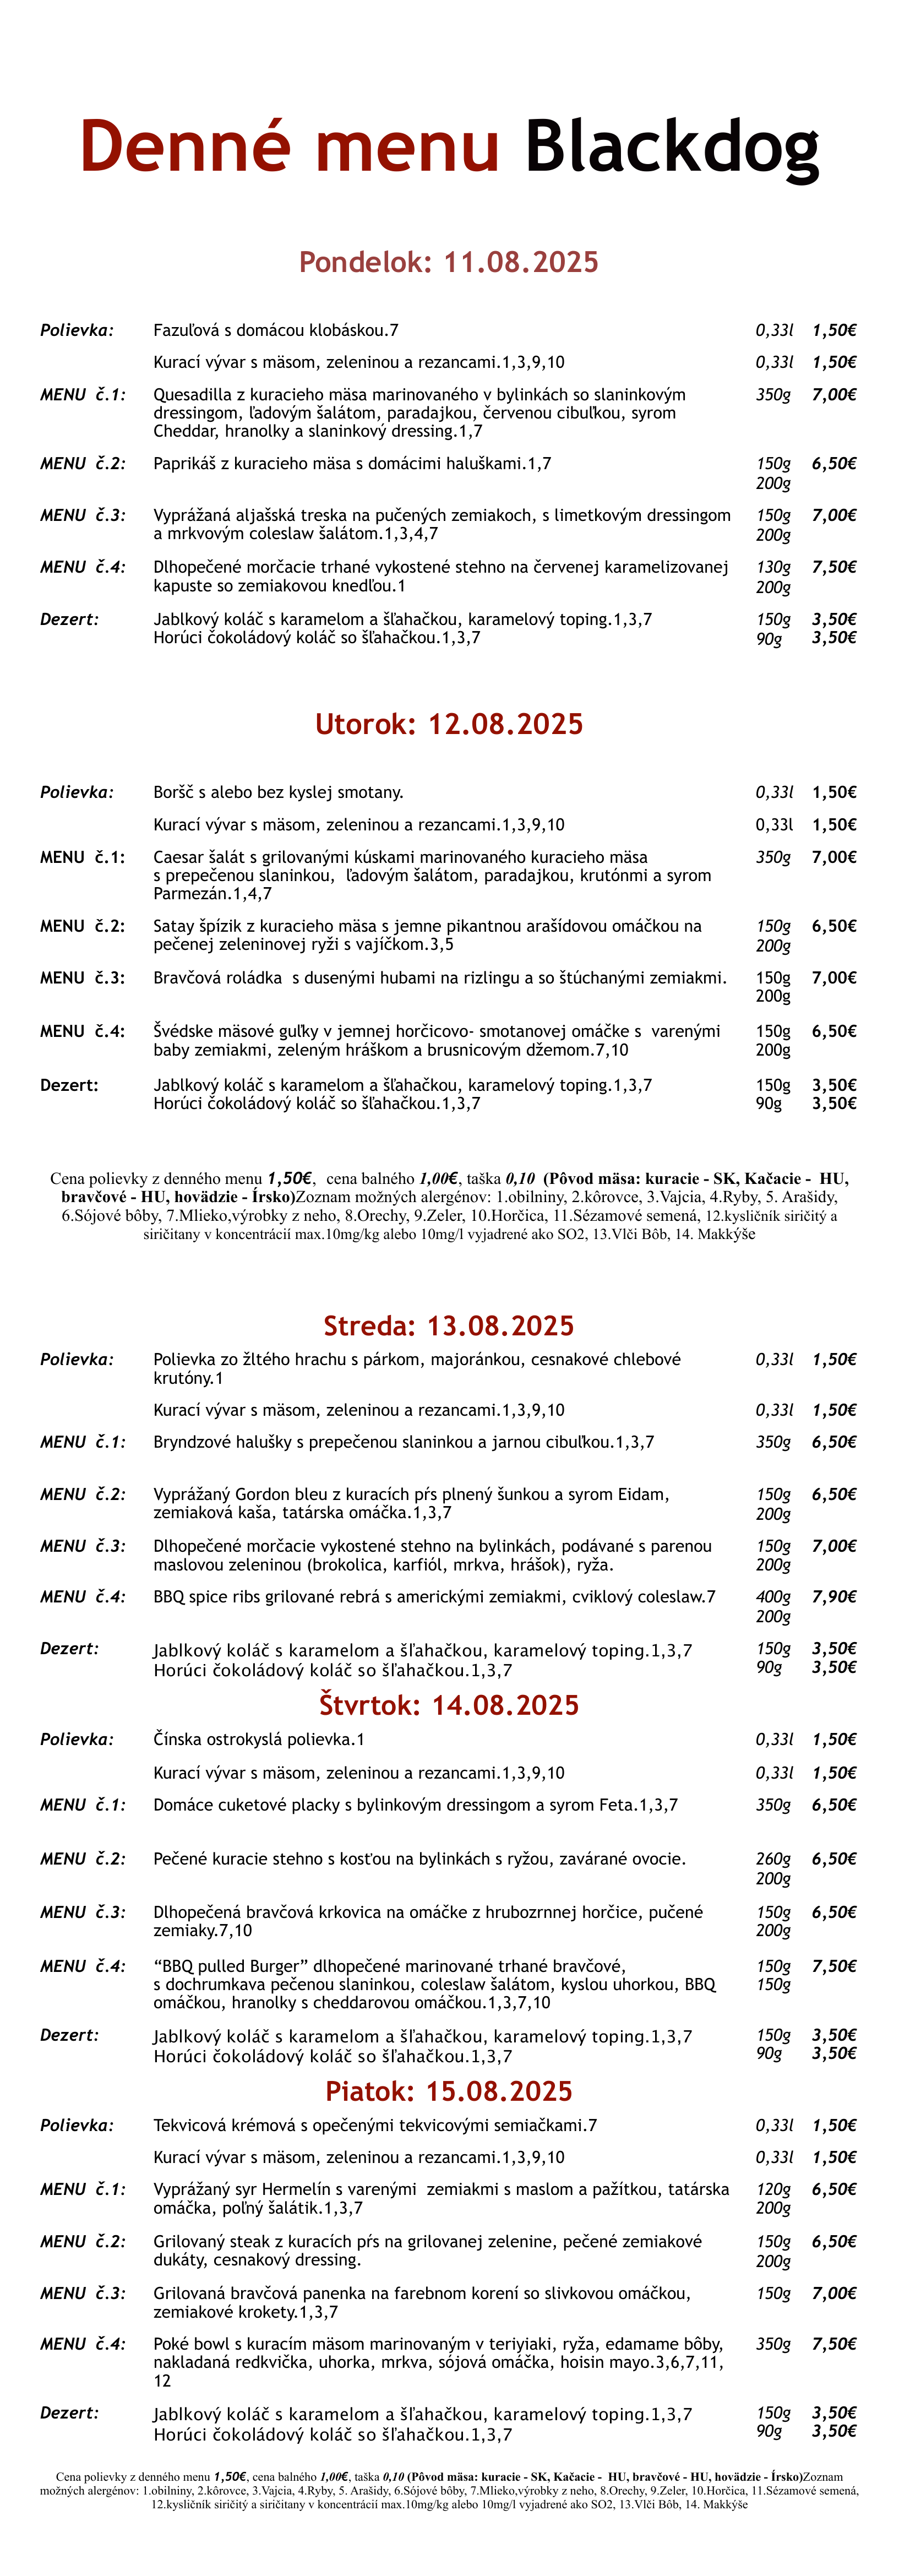 Denné menu Blackdog
Pondelok: 11.08.2025
Polievka: Fazuľová s domácou klobáskou.7 0,33l 1,50€
Kurací vývar s mäsom, zeleninou a rezancami.1,3,9,10 0,33l 1,50€
MENU č.1: Quesadilla z kuracieho mäsa marinovaného v bylinkách so slaninkovým 350g 7,00€
dressingom, ľadovým šalátom, paradajkou, červenou cibuľkou, syrom
Cheddar, hranolky a slaninkový dressing.1,7
MENU č.2: Paprikáš z kuracieho mäsa s domácimi haluškami.1,7 150g 6,50€
200g
MENU č.3: Vyprážaná aljašská treska na pučených zemiakoch, s limetkovým dressingom 150g 7,00€
a mrkvovým coleslaw šalátom.1,3,4,7 200g
MENU č.4: Dlhopečené morčacie trhané vykostené stehno na červenej karamelizovanej 130g 7,50€
kapuste so zemiakovou knedľou.1 200g
Dezert: Jablkový koláč s karamelom a šľahačkou, karamelový toping.1,3,7 150g 3,50€
Horúci čokoládový koláč so šľahačkou.1,3,7 90g 3,50€
Utorok: 12.08.2025
Polievka: Boršč s alebo bez kyslej smotany. 0,33l 1,50€
Kurací vývar s mäsom, zeleninou a rezancami.1,3,9,10 0,33l 1,50€
MENU č.1: Caesar šalát s grilovanými kúskami marinovaného kuracieho mäsa 350g 7,00€
s prepečenou slaninkou, ľadovým šalátom, paradajkou, krutónmi a syrom
Parmezán.1,4,7
MENU č.2: Satay špízik z kuracieho mäsa s jemne pikantnou arašídovou omáčkou na 150g 6,50€
pečenej zeleninovej ryži s vajíčkom.3,5 200g
MENU č.3: Bravčová roládka s dusenými hubami na rizlingu a so štúchanými zemiakmi. 150g 7,00€
200g
MENU č.4: Švédske mäsové guľky v jemnej horčicovo- smotanovej omáčke s varenými 150g 6,50€
baby zemiakmi, zeleným hráškom a brusnicovým džemom.7,10 200g
Dezert: Jablkový koláč s karamelom a šľahačkou, karamelový toping.1,3,7 150g 3,50€
Horúci čokoládový koláč so šľahačkou.1,3,7 90g 3,50€
Cena polievky z denného menu 1,50€, cena balného 1,00€, taška 0,10 (Pôvod mäsa: kuracie - SK, Kačacie - HU,
bravčové - HU, hovädzie - Írsko)Zoznam možných alergénov: 1.obilniny, 2.kôrovce, 3.Vajcia, 4.Ryby, 5. Arašidy,
6.Sójové bôby, 7.Mlieko,výrobky z neho, 8.Orechy, 9.Zeler, 10.Horčica, 11.Sézamové semená, 12.kysličník siričitý a
siričitany v koncentrácií max.10mg/kg alebo 10mg/l vyjadrené ako SO2, 13.Vlči Bôb, 14. Makkýše
Streda: 13.08.2025
Polievka: Polievka zo žltého hrachu s párkom, majoránkou, cesnakové chlebové 0,33l 1,50€
krutóny.1
Kurací vývar s mäsom, zeleninou a rezancami.1,3,9,10 0,33l 1,50€
MENU č.1: Bryndzové halušky s prepečenou slaninkou a jarnou cibuľkou.1,3,7 350g 6,50€
MENU č.2: Vyprážaný Gordon bleu z kuracích pŕs plnený šunkou a syrom Eidam, 150g 6,50€
zemiaková kaša, tatárska omáčka.1,3,7 200g
MENU č.3: Dlhopečené morčacie vykostené stehno na bylinkách, podávané s parenou 150g 7,00€
maslovou zeleninou (brokolica, karfiól, mrkva, hrášok), ryža. 200g
MENU č.4: BBQ spice ribs grilované rebrá s americkými zemiakmi, cviklový coleslaw.7 400g 7,90€
200g
Dezert: Jablkový koláč s karamelom a šľahačkou, karamelový toping.1,3,7 150g 3,50€
Horúci čokoládový koláč so šľahačkou.1,3,7 90g 3,50€
Štvrtok: 14.08.2025
Polievka: Čínska ostrokyslá polievka.1 0,33l 1,50€
Kurací vývar s mäsom, zeleninou a rezancami.1,3,9,10 0,33l 1,50€
MENU č.1: Domáce cuketové placky s bylinkovým dressingom a syrom Feta.1,3,7 350g 6,50€
MENU č.2: Pečené kuracie stehno s kosťou na bylinkách s ryžou, zavárané ovocie. 260g 6,50€
200g
MENU č.3: Dlhopečená bravčová krkovica na omáčke z hrubozrnnej horčice, pučené 150g 6,50€
zemiaky.7,10 200g
MENU č.4: “BBQ pulled Burger” dlhopečené marinované trhané bravčové, 150g 7,50€
s dochrumkava pečenou slaninkou, coleslaw šalátom, kyslou uhorkou, BBQ 150g
omáčkou, hranolky s cheddarovou omáčkou.1,3,7,10
Dezert: Jablkový koláč s karamelom a šľahačkou, karamelový toping.1,3,7 150g 3,50€
Horúci čokoládový koláč so šľahačkou.1,3,7 90g 3,50€
Piatok: 15.08.2025
Polievka: Tekvicová krémová s opečenými tekvicovými semiačkami.7 0,33l 1,50€
Kurací vývar s mäsom, zeleninou a rezancami.1,3,9,10 0,33l 1,50€
MENU č.1: Vyprážaný syr Hermelín s varenými zemiakmi s maslom a pažítkou, tatárska 120g 6,50€
omáčka, poľný šalátik.1,3,7 200g
MENU č.2: Grilovaný steak z kuracích pŕs na grilovanej zelenine, pečené zemiakové 150g 6,50€
dukáty, cesnakový dressing. 200g
MENU č.3: Grilovaná bravčová panenka na farebnom korení so slivkovou omáčkou, 150g 7,00€
zemiakové krokety.1,3,7
MENU č.4: Poké bowl s kuracím mäsom marinovaným v teriyiaki, ryža, edamame bôby, 350g 7,50€
nakladaná redkvička, uhorka, mrkva, sójová omáčka, hoisin mayo.3,6,7,11,
12
Dezert: Jablkový koláč s karamelom a šľahačkou, karamelový toping.1,3,7 150g 3,50€
Horúci čokoládový koláč so šľahačkou.1,3,7 90g 3,50€
Cena polievky z denného menu 1,50€, cena balného 1,00€, taška 0,10 (Pôvod mäsa: kuracie - SK, Kačacie - HU, bravčové - HU, hovädzie - Írsko)Zoznam
možných alergénov: 1.obilniny, 2.kôrovce, 3.Vajcia, 4.Ryby, 5. Arašidy, 6.Sójové bôby, 7.Mlieko,výrobky z neho, 8.Orechy, 9.Zeler, 10.Horčica, 11.Sézamové semená,
12.kysličník siričitý a siričitany v koncentrácií max.10mg/kg alebo 10mg/l vyjadrené ako SO2, 13.Vlči Bôb, 14. Makkýše